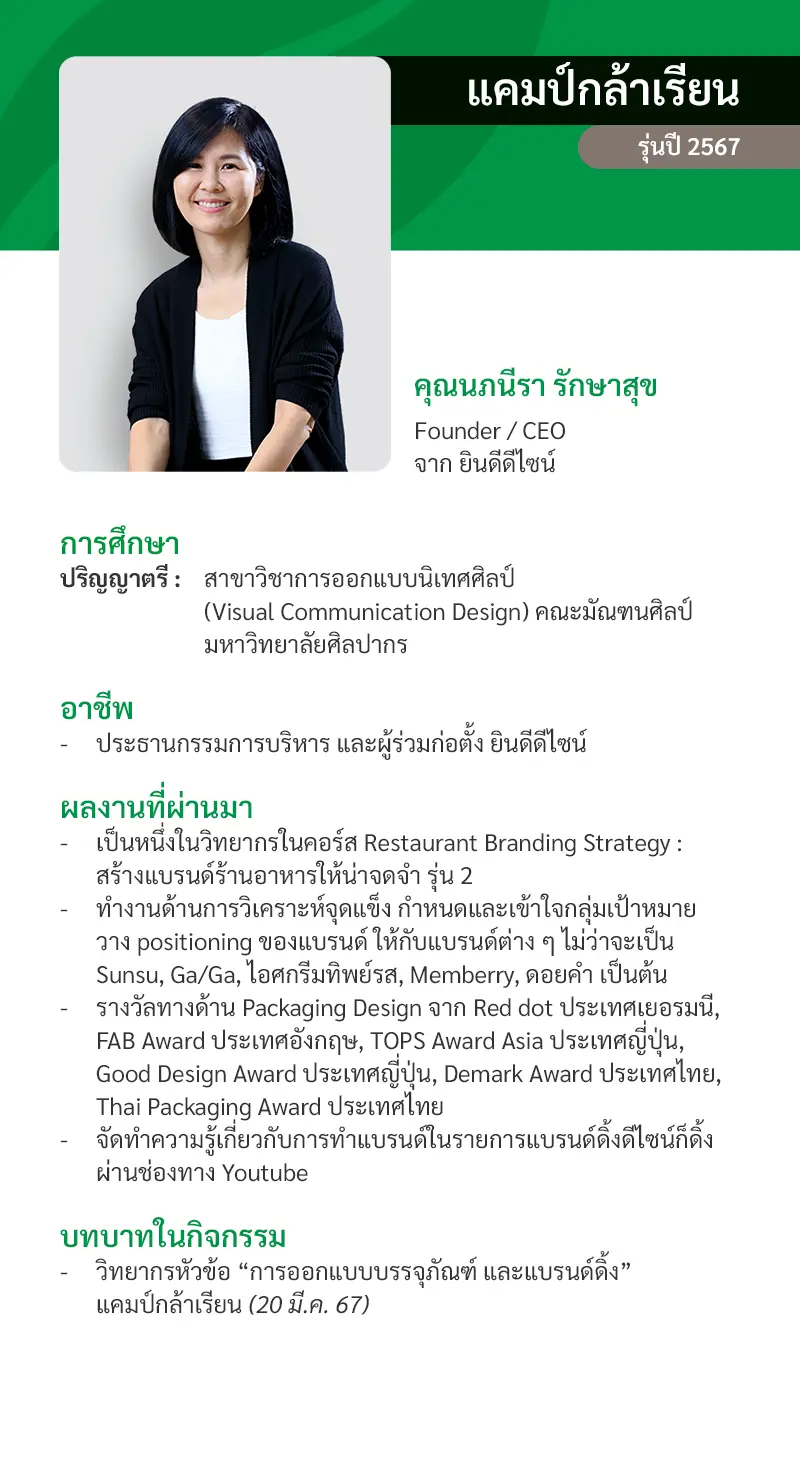 แคมป์กล้าเรียน
รุ่นปี 2567
คุณนภนีรา รักษาสุข
Founder / CEO
จาก ยินดีดีไซน์
การศึกษา
ปริญญาตรี : สาขาวิชาการออกแบบนิเทศศิลป์
(Visual Communication Design) คณะมัณฑนศิลป์
มหาวิทยาลัยศิลปากร
อาชีพ
- ประธานกรรมการบริหาร และผู้ร่วมก่อตั้ง ยินดีดีไซน์
ผลงานที่ผ่านมา
- เป็นหนึ่งในวิทยากรในคอร์ส Restaurant Branding Strategy :
สร้างแบรนด์ร้านอาหารให้น่าจดจำ รุ่น 2
- ทำงานด้านการวิเคราะห์จุดแข็ง กำหนดและเข้าใจกลุ่มเป้าหมาย
วาง positioning ของแบรนด์ ให้กับแบรนด์ต่าง ๆ ไม่ว่าจะเป็น
Sunsu, Ga/Ga, ไอศกรีมทิพย์รส, Memberry, ดอยคำ เป็นต้น
- รางวัลทางด้าน Packaging Design จาก Red dot ประเทศเยอรมนี,
FAB Award ประเทศอังกฤษ, TOPS Award Asia ประเทศญี่ปุ่น,
Good Design Award ประเทศญี่ปุ่น, Demark Award ประเทศไทย,
Thai Packaging Award ประเทศไทย
- จัดทำความรู้เกี่ยวกับการทำแบรนด์ในรายการแบรนด์ดิ้งดีไซน์ก็ดิ้ง
ผ่านช่องทาง Youtube
บทบาทในกิจกรรม
- วิทยากรหัวข้อ “การออกแบบบรรจุภัณฑ์ และแบรนด์ดิ้ง”
แคมป์กล้าเรียน (20 มี.ค. 67)